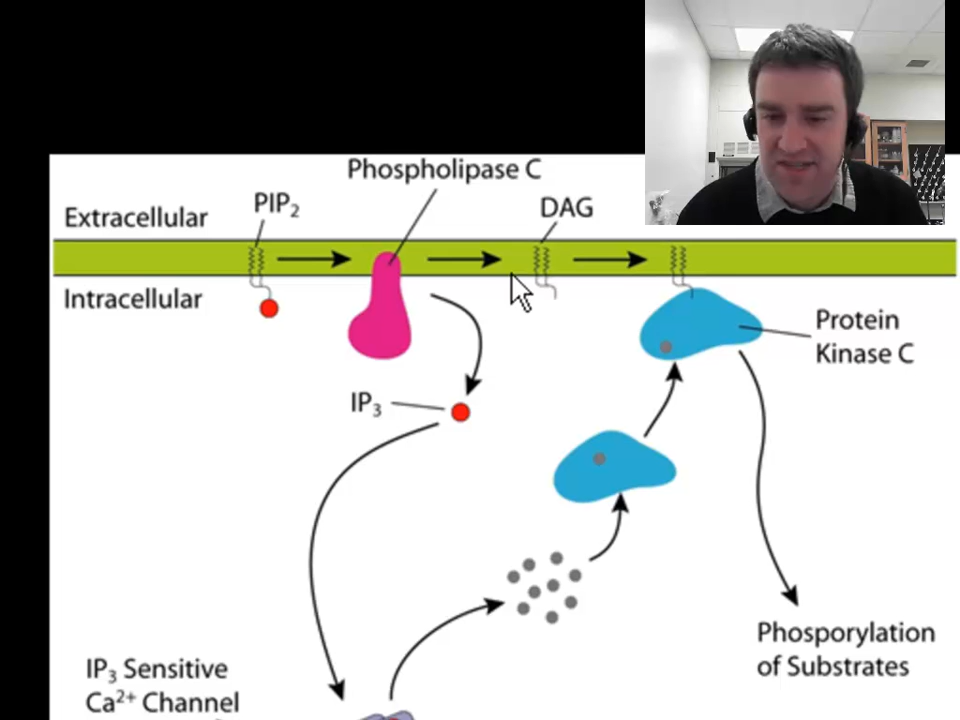 Phospholipase C
PIP₂
DAG
Extracellular
Intracellular
Protein
Kinase C
IP₃
Phosporylation
of Substrates
IP₃ Sensitive
Ca²⁺ Channel